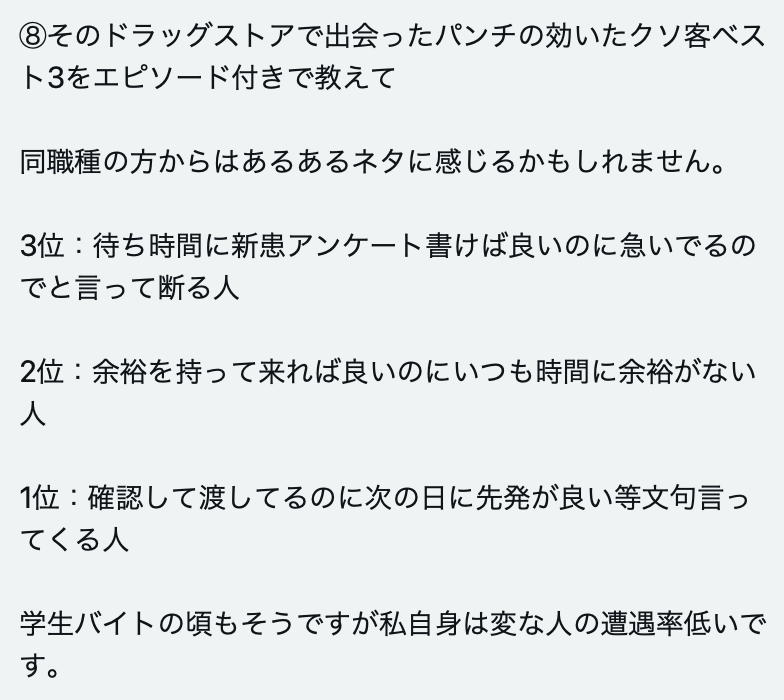 ⑧そのドラッグストアで出会ったパンチの効いたクソ客ベス
ト3をエピソード付きで教えて
同職種の方からはあるあるネタに感じるかもしれません。
3位：待ち時間に新患アンケート書けば良いのに急いでるの
でと言って断る人
2位：余裕を持って来れば良いのにいつも時間に余裕がない
人
1位：確認して渡してるのに次の日に先発が良い等文句言っ
てくる人
学生バイトの頃もそうですが私自身は変な人の遭遇率低いで
す。